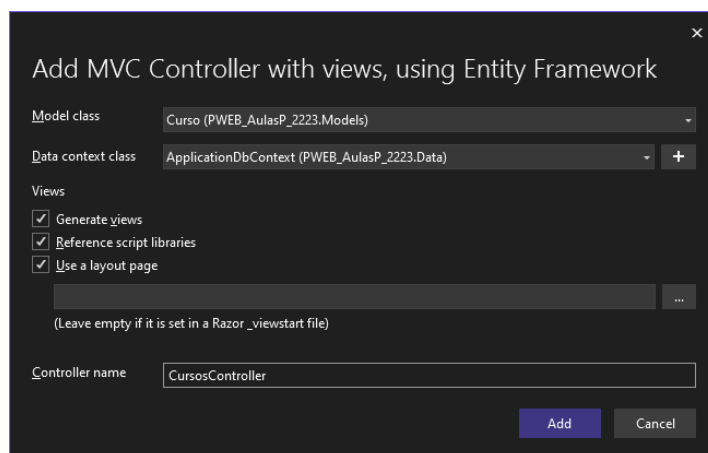 Add MVC Controller with views, using Entity Framework
Model class
Curso (PWEB_AulasP_2223.Models)
Data context class
ApplicationDbContext (PWEB_AulasP_2223.Data)
+
Views
Generate views
Reference script libraries
Use a layout page
...
(Leave empty if it is set in a Razor _viewstart file)
Controller name
CursosController
Add
Cancel